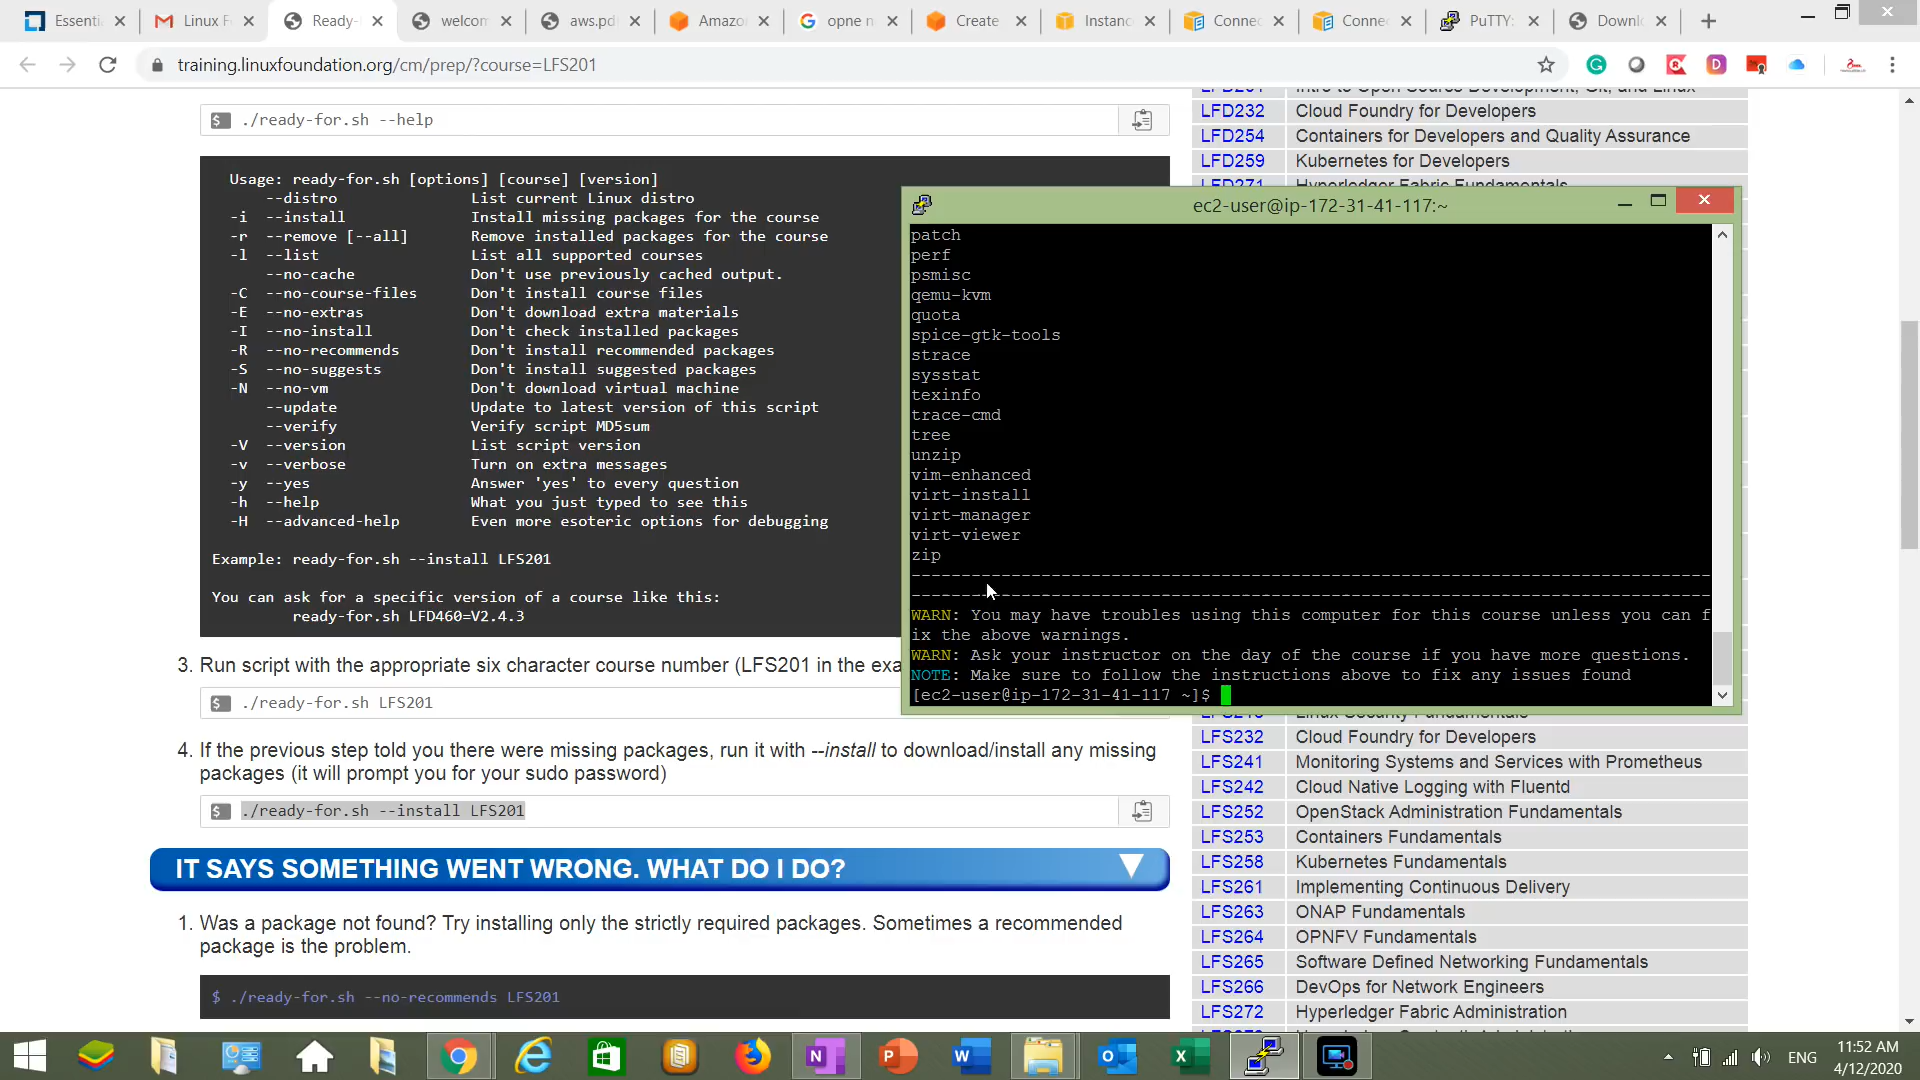 Essenti
Linux F
Ready-
welcom
aws.pd
Amazo
opne n
Create
Instanc
Connec
Connec
PuTTY:
Downl
training.linuxfoundation.org/cm/prep/?course=LFS201
$ ./ready-for.sh --help
Usage: ready-for.sh [options] [course] [version]
--distro List current Linux distro
-i --install Install missing packages for the course
-r --remove [--all] Remove installed packages for the course
-l --list List all supported courses
--no-cache Don't use previously cached output.
-C --no-course-files Don't install course files
-E --no-extras Don't download extra materials
-I --no-install Don't check installed packages
-R --no-recommends Don't install recommended packages
-S --no-suggests Don't install suggested packages
-N --no-vm Don't download virtual machine
--update Update to latest version of this script
--verify Verify script MD5sum
-V --version List script version
-v --verbose Turn on extra messages
-y --yes Answer 'yes' to every question
-h --help What you just typed to see this
-H --advanced-help Even more esoteric options for debugging
Example: ready-for.sh --install LFS201
You can ask for a specific version of a course like this:
ready-for.sh LFD460=V2.4.3
3. Run script with the appropriate six character course number (LFS201 in the exa
$ ./ready-for.sh LFS201
4. If the previous step told you there were missing packages, run it with --install to download/install any missing
packages (it will prompt you for your sudo password)
$ ./ready-for.sh --install LFS201
IT SAYS SOMETHING WENT WRONG. WHAT DO I DO?
1. Was a package not found? Try installing only the strictly required packages. Sometimes a recommended
package is the problem.
$ ./ready-for.sh --no-recommends LFS201
LFD201 Intro to Open Source Development, Git, and Linux
LFD232 Cloud Foundry for Developers
LFD254 Containers for Developers and Quality Assurance
LFD259 Kubernetes for Developers
LFD271 Hyperledger Fabric Fundamentals
ec2-user@ip-172-31-41-117:~
patch
perf
psmisc
qemu-kvm
quota
spice-gtk-tools
strace
sysstat
texinfo
trace-cmd
tree
unzip
vim-enhanced
virt-install
virt-manager
virt-viewer
zip
--------------------------------------------------------------------------------
--------------------------------------------------------------------------------
WARN: You may have troubles using this computer for this course unless you can f
ix the above warnings.
WARN: Ask your instructor on the day of the course if you have more questions.
NOTE: Make sure to follow the instructions above to fix any issues found
[ec2-user@ip-172-31-41-117 ~]$
Linux Security Fundamentals
LFS232 Cloud Foundry for Developers
LFS241 Monitoring Systems and Services with Prometheus
LFS242 Cloud Native Logging with Fluentd
LFS252 OpenStack Administration Fundamentals
LFS253 Containers Fundamentals
LFS258 Kubernetes Fundamentals
LFS261 Implementing Continuous Delivery
LFS263 ONAP Fundamentals
LFS264 OPNFV Fundamentals
LFS265 Software Defined Networking Fundamentals
LFS266 DevOps for Network Engineers
LFS272 Hyperledger Fabric Administration
ENG
11:52 AM
4/12/2020